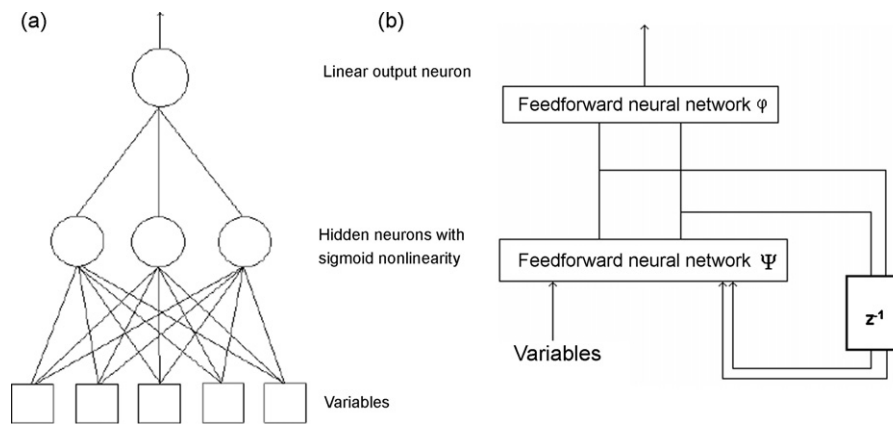 (a)
Linear output neuron
Hidden neurons with
sigmoid nonlinearity
Variables
(b)
Feedforward neural network φ
Feedforward neural network Ψ
z-1
Variables